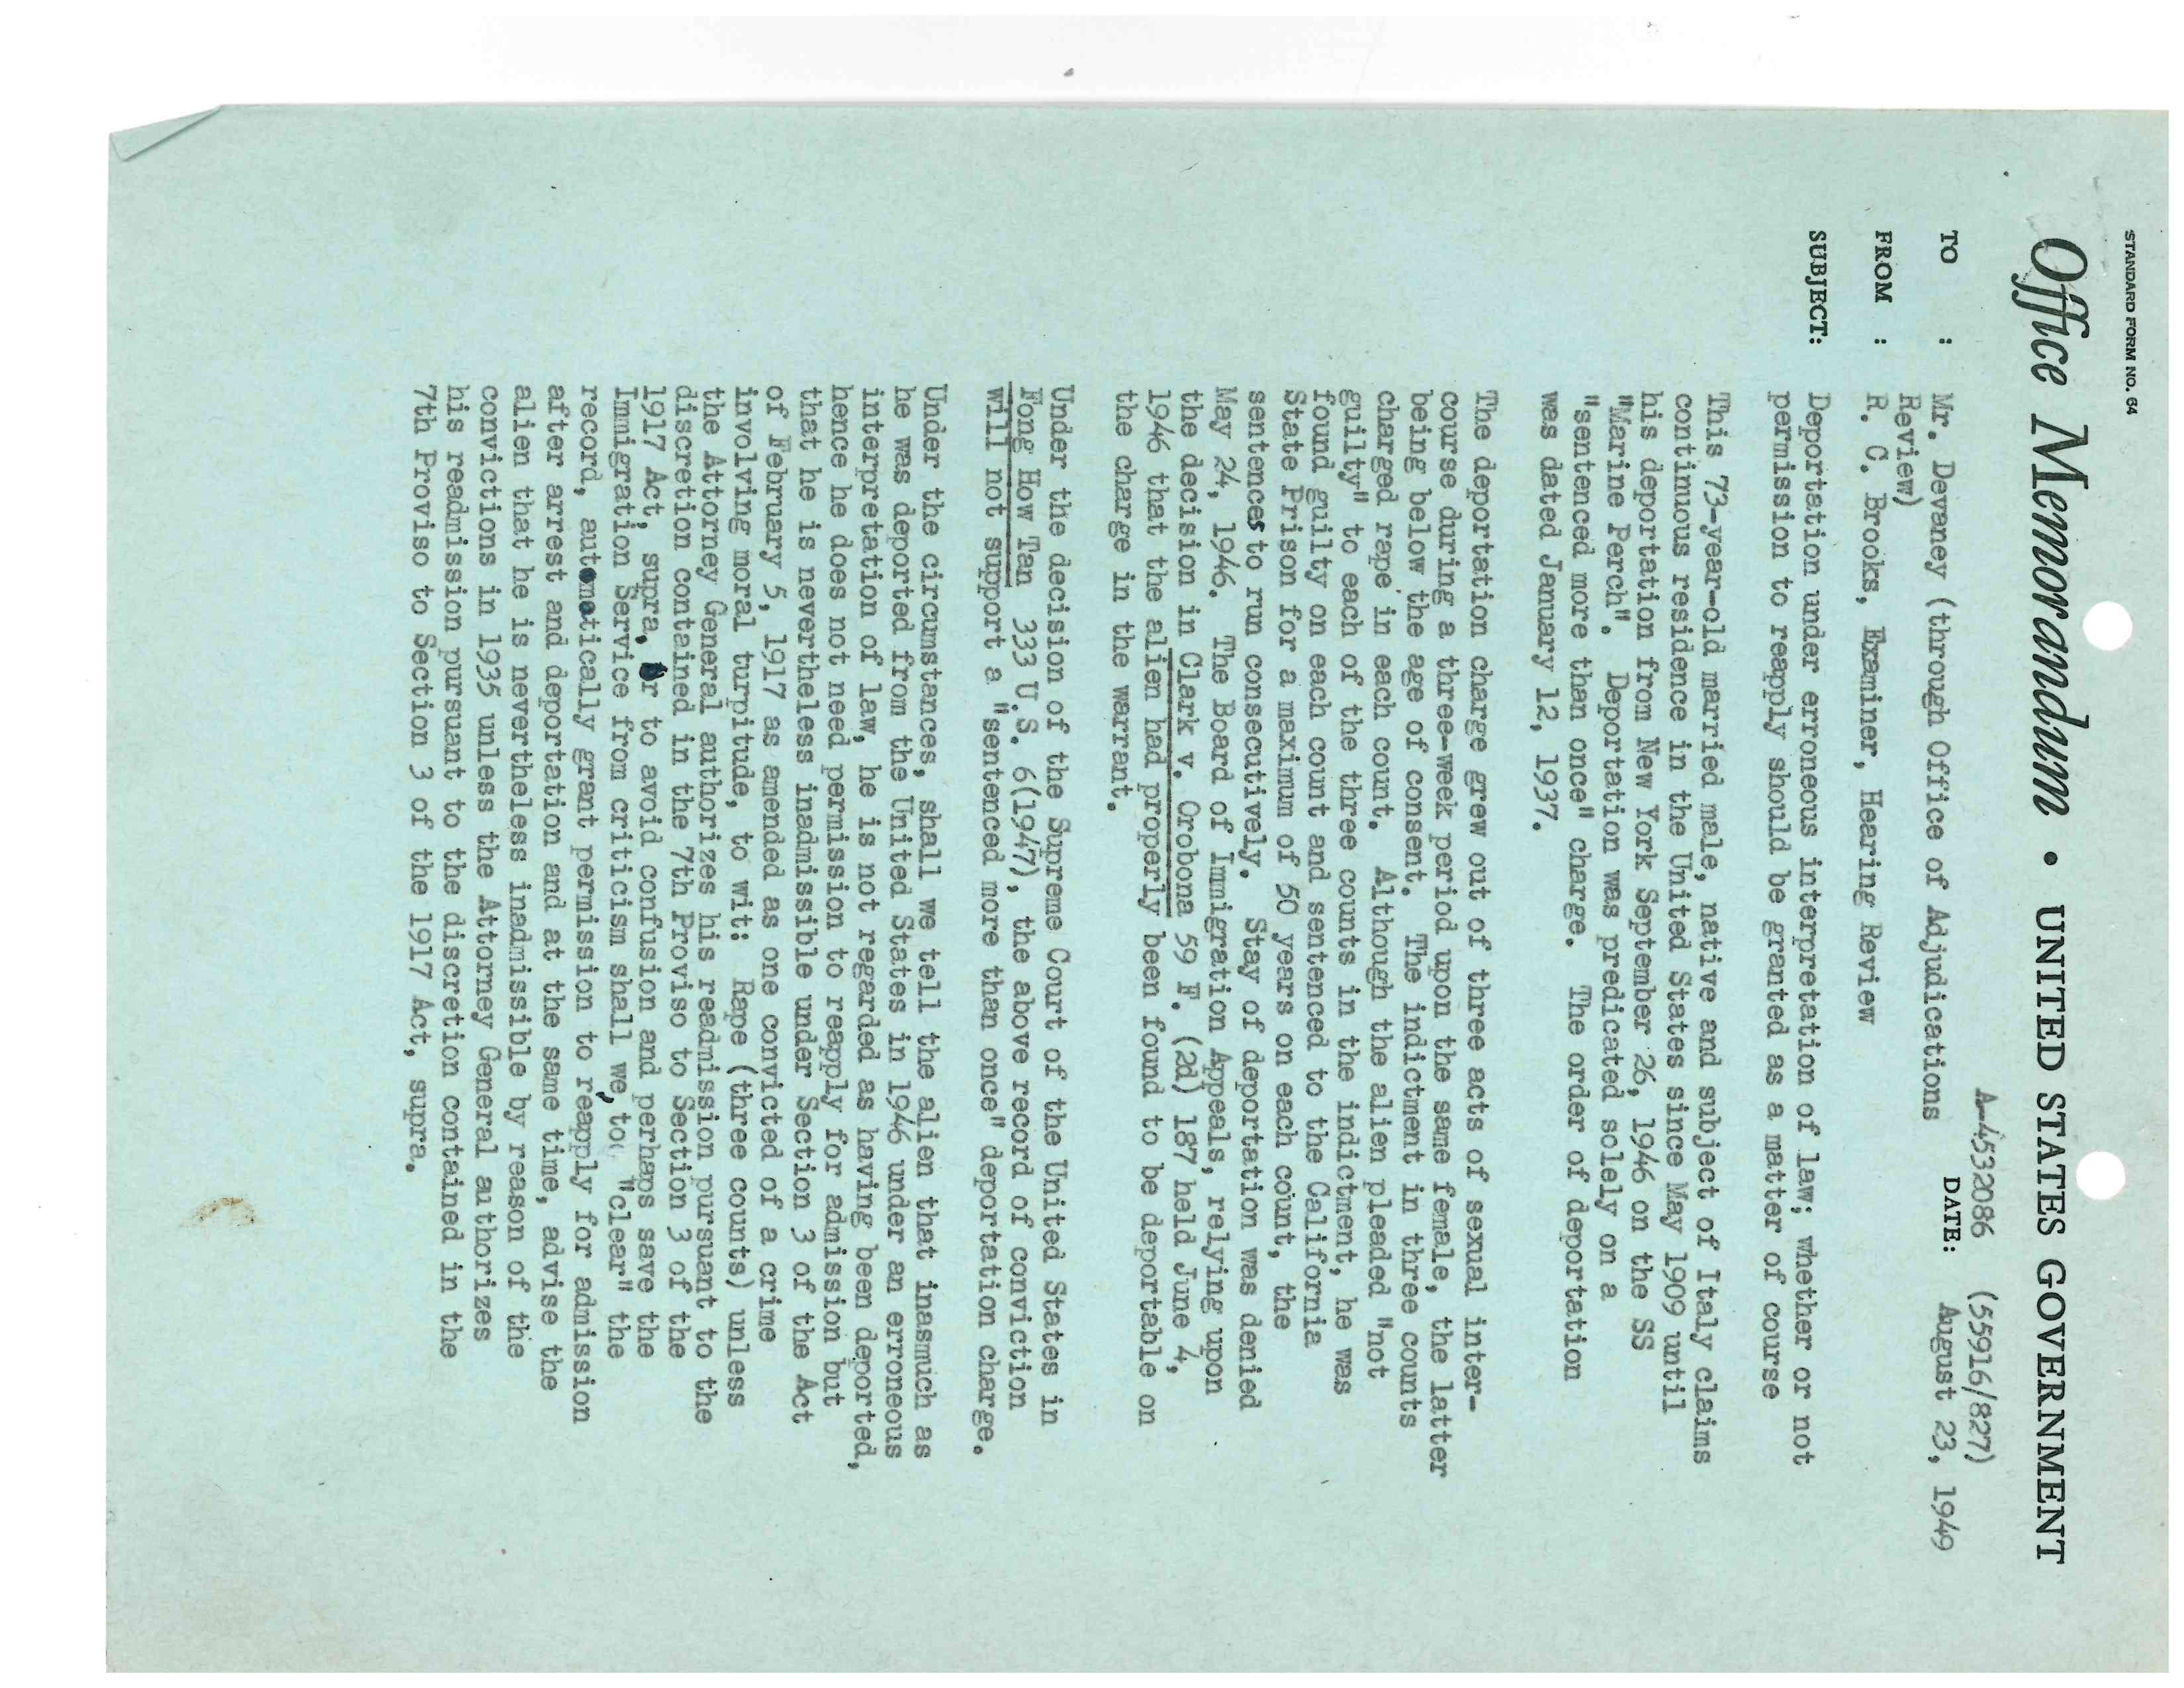 STANDARD FORM NO. 64
Office Memorandum • UNITED STATES GOVERNMENT
A-4532086 (55916/827)
TO : Mr. Devaney (through Office of Adjudications DATE: August 23, 1949
Review)
FROM : R. C. Brooks, Examiner, Hearing Review
SUBJECT: Deportation under erroneous interpretation of law; whether or not
permission to reapply should be granted as a matter of course
This 73-year-old married male, native and subject of Italy claims
continuous residence in the United States since May 1909 until
his deportation from New York September 26, 1946 on the SS
"Marine Perch". Deportation was predicated solely on a
"sentenced more than once" charge. The order of deportation
was dated January 12, 1937.
The deportation charge grew out of three acts of sexual inter-
course during a three-week period upon the same female, the latter
being below the age of consent. The indictment in three counts
charged rape in each count. Although the alien pleaded "not
guilty" to each of the three counts in the indictment, he was
found guilty on each count and sentenced to the California
State Prison for a maximum of 50 years on each count, the
sentences to run consecutively. Stay of deportation was denied
May 24, 1946. The Board of Immigration Appeals, relying upon
the decision in Clark v. Orobona 59 F. (2d) 187 held June 4,
1946 that the alien had properly been found to be deportable on
the charge in the warrant.
Under the decision of the Supreme Court of the United States in
Fong How Tan 333 U.S. 6(1947), the above record of conviction
will not support a "sentenced more than once" deportation charge.
Under the circumstances, shall we tell the alien that inasmuch as
he was deported from the United States in 1946 under an erroneous
interpretation of law, he is not regarded as having been deported,
hence he does not need permission to reapply for admission but
that he is nevertheless inadmissible under Section 3 of the Act
of February 5, 1917 as amended as one convicted of a crime
involving moral turpitude, to wit: Rape (three counts) unless
the Attorney General authorizes his readmission pursuant to the
discretion contained in the 7th Proviso to Section 3 of the
1917 Act, supra. Or to avoid confusion and perhaps save the
Immigration Service from criticism shall we, to "clear" the
record, automatically grant permission to reapply for admission
after arrest and deportation and at the same time, advise the
alien that he is nevertheless inadmissible by reason of the
convictions in 1935 unless the Attorney General authorizes
his readmission pursuant to the discretion contained in the
7th Proviso to Section 3 of the 1917 Act, supra.